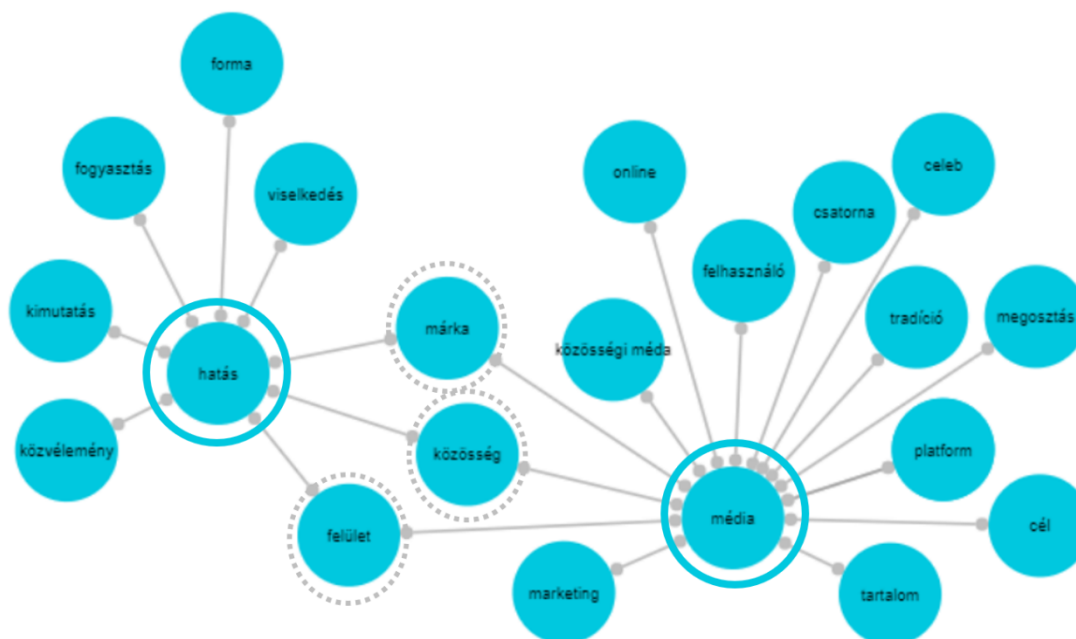 forma
fogyasztás
viselkedés
kimutatás
hatás
közvélemény
márka
közösség
felület
online
celeb
csatorna
felhasználó
tradíció
megosztás
közösségi méda
platform
média
cél
marketing
tartalom